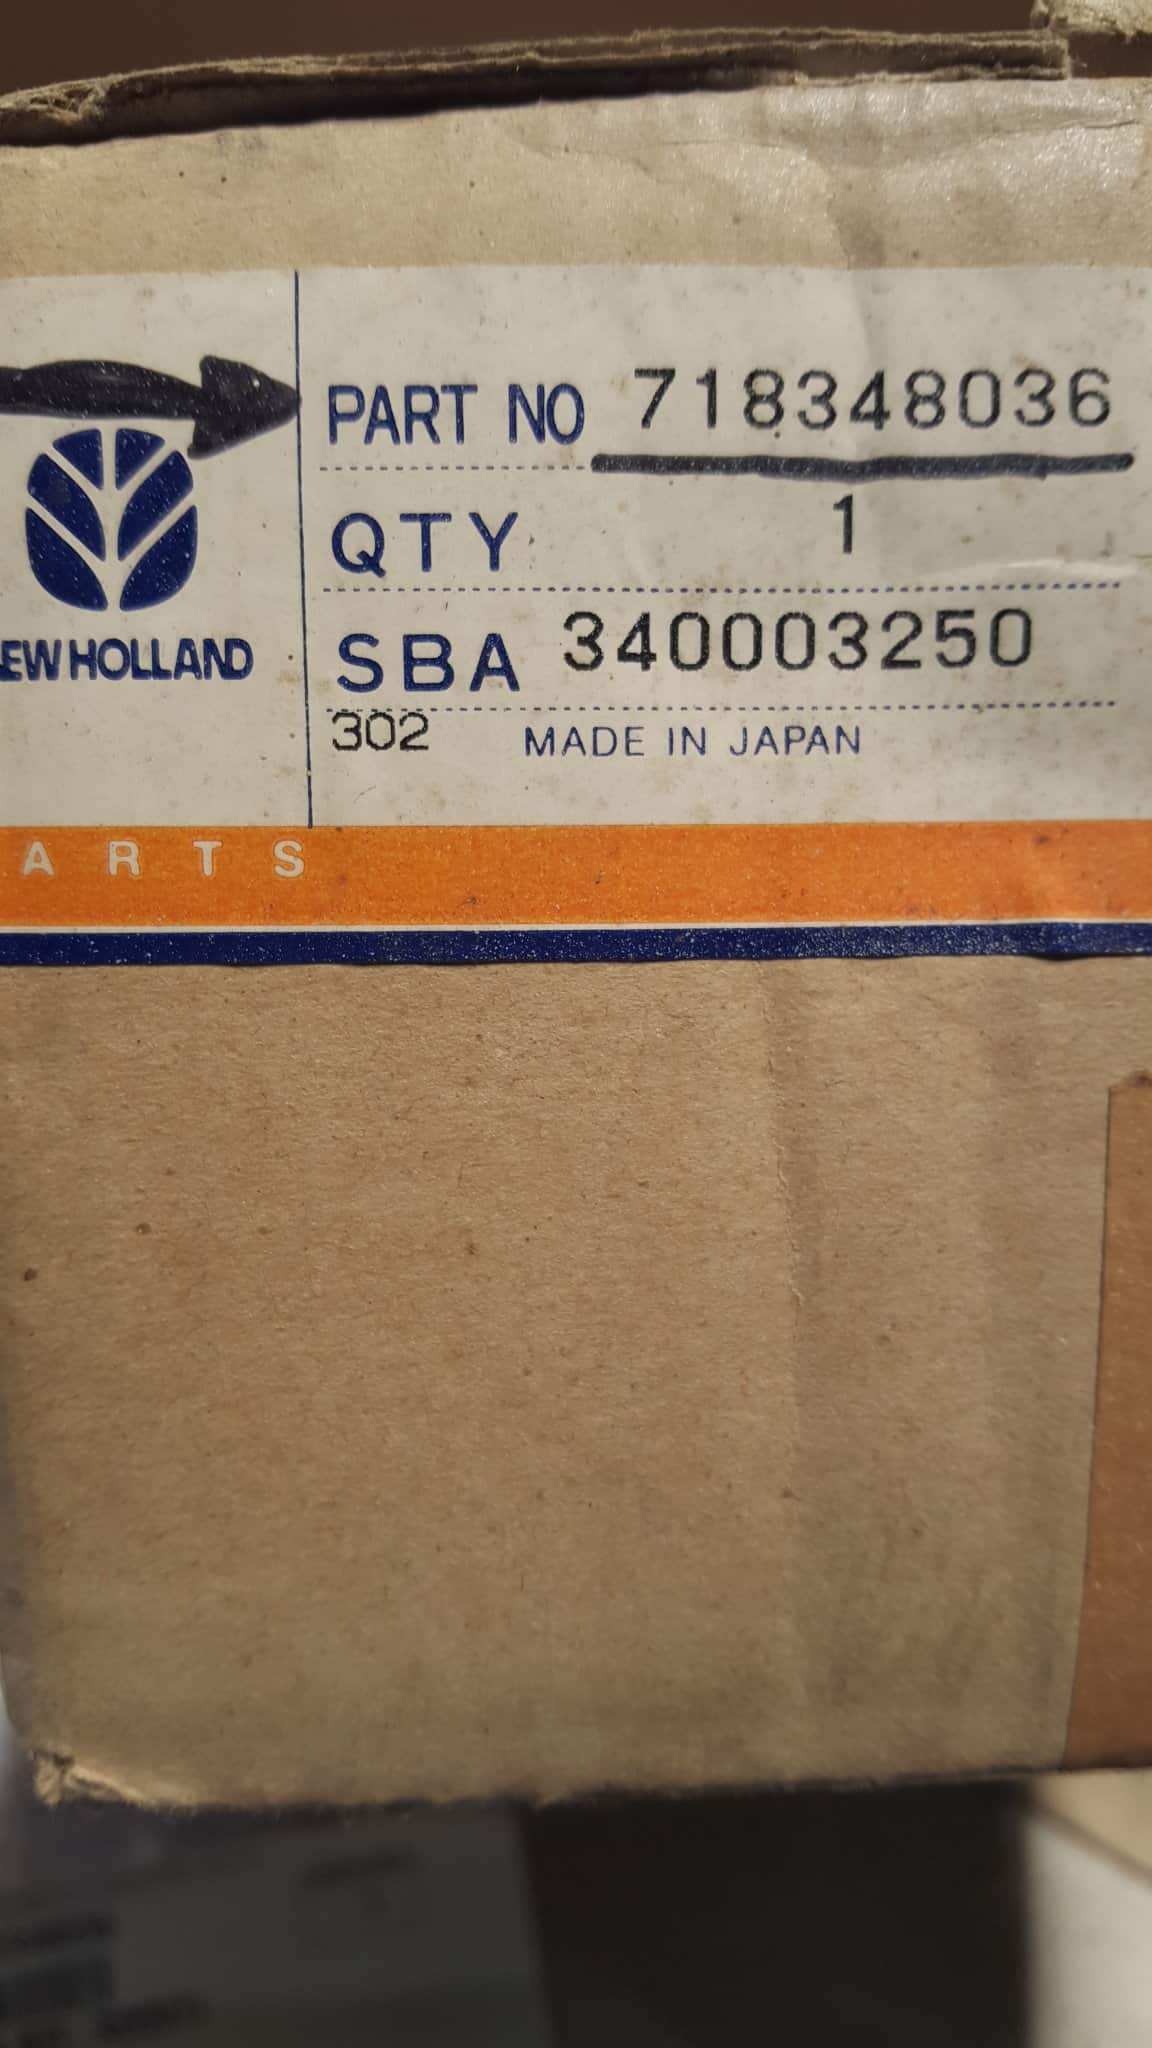 PART NO 718348036
QTY 1
SBA 340003250
302 MADE IN JAPAN
EW HOLLAND
ARTS